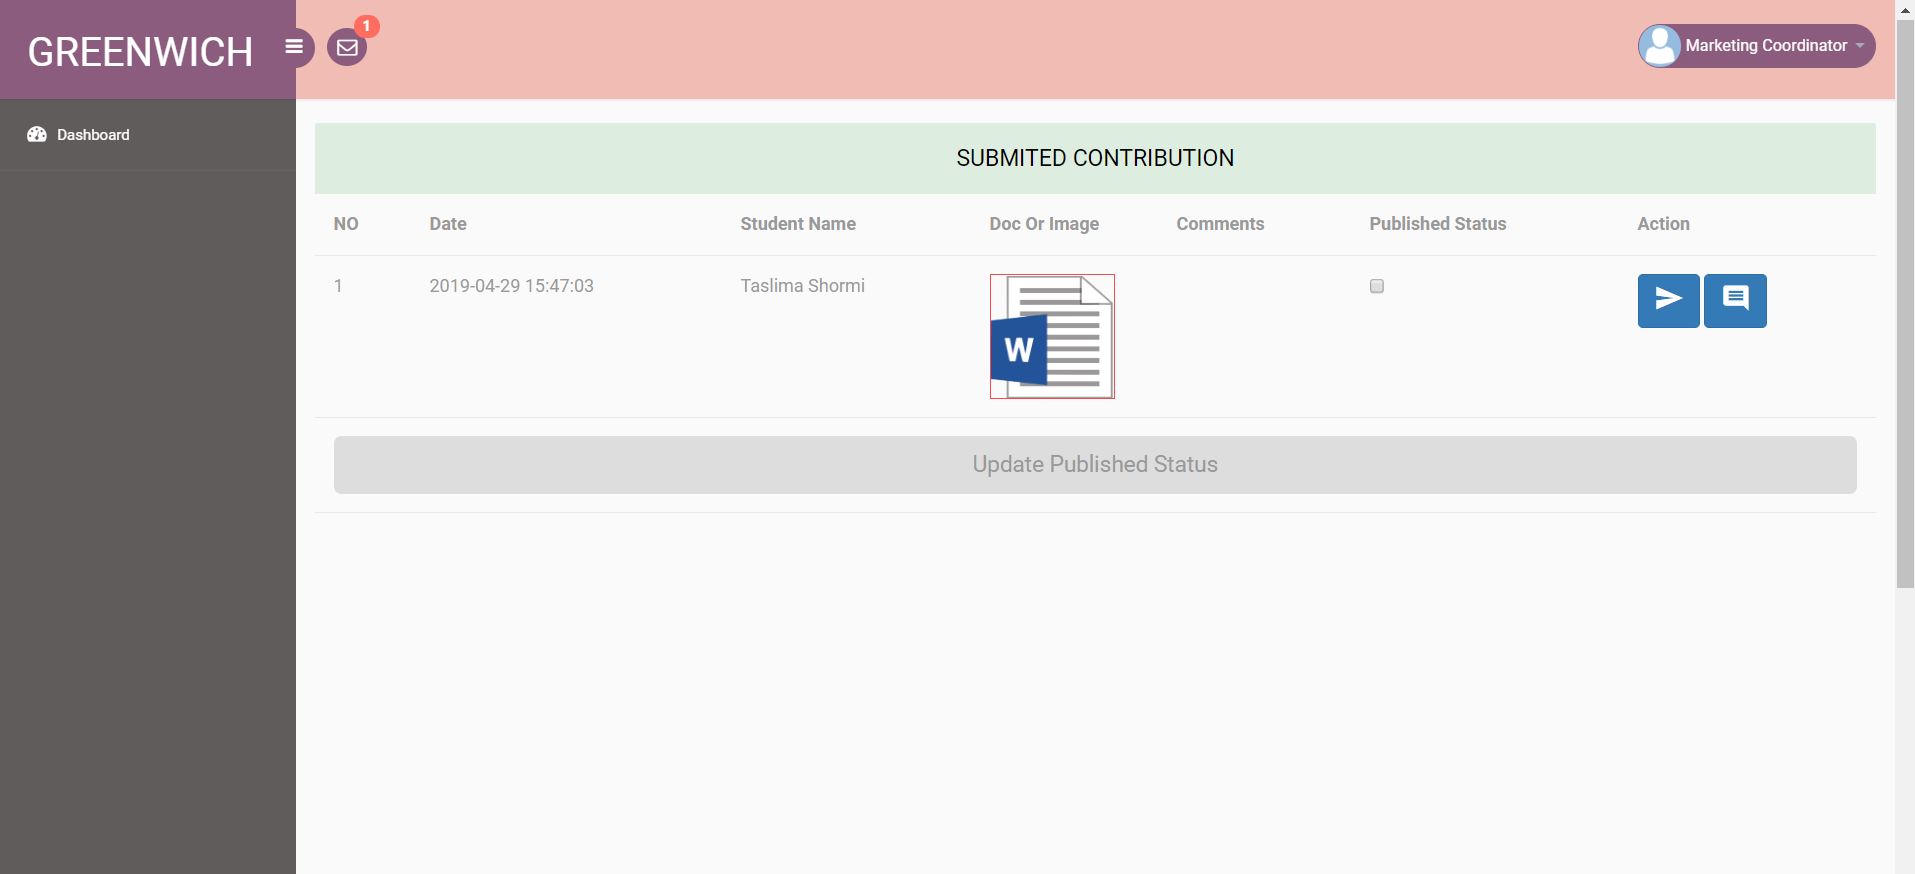 GREENWICH
1
Marketing Coordinator
Dashboard
SUBMITED CONTRIBUTION
NO Date Student Name Doc Or Image Comments Published Status Action
1 2019-04-29 15:47:03 Taslima Shormi
W
Update Published Status